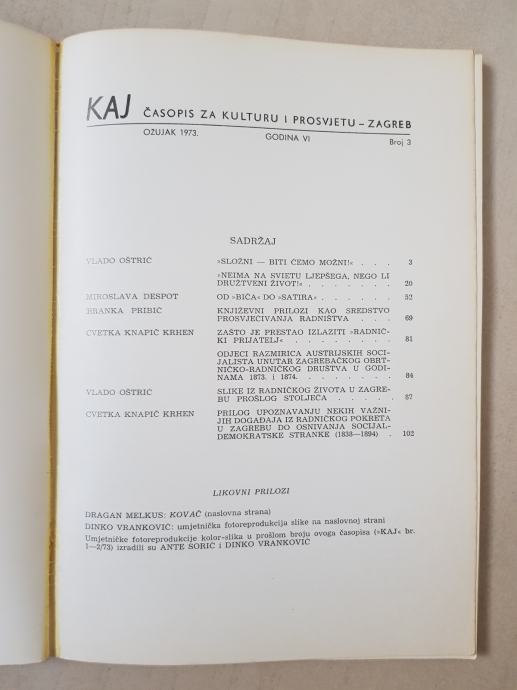 KAJ ČASOPIS ZA KULTURU I PROSVJETU – ZAGREB
OŽUJAK 1973. GODINA VI Broj 3
SADRŽAJ
VLADO OŠTRIĆ »SLOŽNI — BITI ĆEMO MOŽNI!« . . . 3
»NEIMA NA SVIETU LJEPŠEGA, NEGO LI
DRUŽTVENI ŽIVOT!« . . . . . . . 20
MIROSLAVA DESPOT OD »BIČA« DO »SATIRA« . . . . . 52
BRANKA PRIBIĆ KNJIŽEVNI PRILOZI KAO SREDSTVO
PROSVJEĆIVANJA RADNIŠTVA . . . . 69
CVETKA KNAPIČ KRHEN ZAŠTO JE PRESTAO IZLAZITI »RADNIČ-
KI PRIJATELJ« . . . . . . . . 81
ODJECI RAZMIRICA AUSTRIJSKIH SOCI-
JALISTA UNUTAR ZAGREBAČKOG OBRT-
NIČKO-RADNIČKOG DRUŠTVA U GODI-
NAMA 1873. i 1874. . . . . . . . 84
VLADO OŠTRIĆ SLIKE IZ RADNIČKOG ŽIVOTA U ZAGRE-
BU PROŠLOG STOLJEĆA . . . . . 87
CVETKA KNAPIČ KRHEN PRILOG UPOZNAVANJU NEKIH VAŽNI-
JIH DOGAĐAJA IZ RADNIČKOG POKRETA
U ZAGREBU DO OSNIVANJA SOCIJAL-
DEMOKRATSKE STRANKE (1838—1894) . 102
LIKOVNI PRILOZI
DRAGAN MELKUS: KOVAČ (naslovna strana)
DINKO VRANKOVIĆ: umjetnička fotoreprodukcija slike na naslovnoj strani
Umjetničke fotoreprodukcije kolor-slika u prošlom broju ovoga časopisa (»KAJ« br.
1—2/73) izradili su ANTE SORIĆ i DINKO VRANKOVIĆ